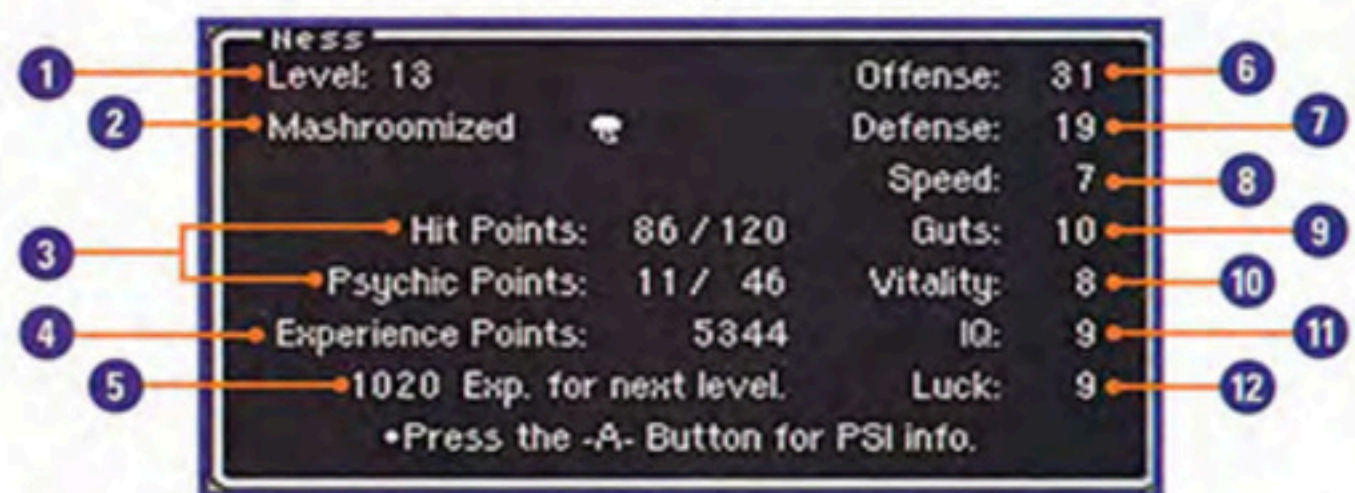 Ness
1 Level: 13 Offense: 31 6
2 Mashroomized Defense: 19 7
Speed: 7 8
3 Hit Points: 86 / 120 Guts: 10 9
Psychic Points: 11 / 46 Vitality: 8 10
4 Experience Points: 5344 IQ: 9 11
5 1020 Exp. for next level. Luck: 9 12
•Press the -A- Button for PSI info.